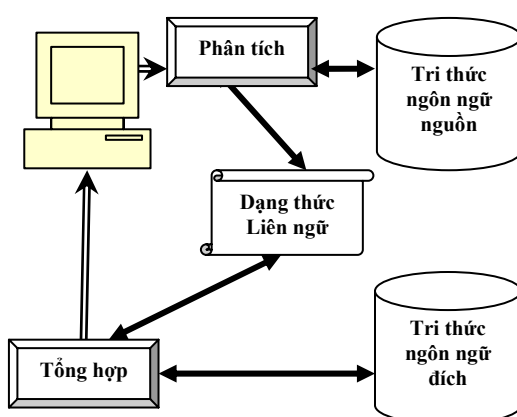 Phân tích
Tri thức
ngôn ngữ
nguồn
Dạng thức
Liên ngữ
Tổng hợp
Tri thức
ngôn ngữ
đích